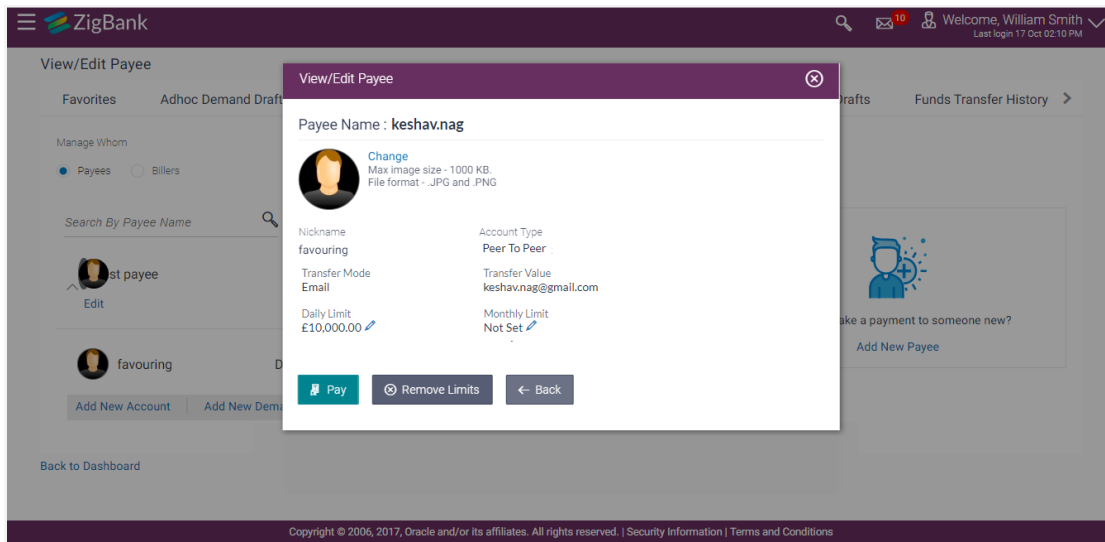 ZigBank
10
Welcome, William Smith
Last login 17 Oct 02:10 PM
View/Edit Payee
Favorites
Adhoc Demand Draft
rafts
Funds Transfer History
Manage Whom
Payees
Billers
Search By Payee Name
st payee
Edit
favouring
D
Add New Account
Add New Dema
Back to Dashboard
View/Edit Payee
Payee Name : keshav.nag
Change
Max image size - 1000 KB.
File format - .JPG and .PNG
Nickname
favouring
Account Type
Peer To Peer
Transfer Mode
Email
Transfer Value
keshav.nag@gmail.com
Daily Limit
£10,000.00
Monthly Limit
Not Set
Pay
Remove Limits
Back
ake a payment to someone new?
Add New Payee
Copyright © 2006, 2017, Oracle and/or its affiliates. All rights reserved. | Security Information | Terms and Conditions